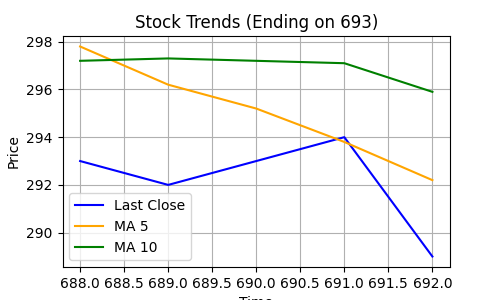 Stock Trends (Ending on 693)
Price
298
296
294
292
290
Last Close
MA 5
MA 10
688.0 688.5 689.0 689.5 690.0 690.5 691.0 691.5 692.0
Time